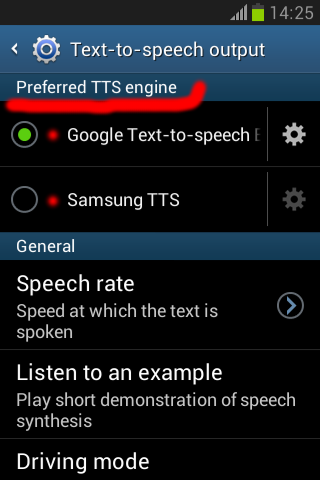 14:25
Text-to-speech output
Preferred TTS engine
Google Text-to-speech E
Samsung TTS
General
Speech rate
Speed at which the text is
spoken
Listen to an example
Play short demonstration of speech
synthesis
Driving mode